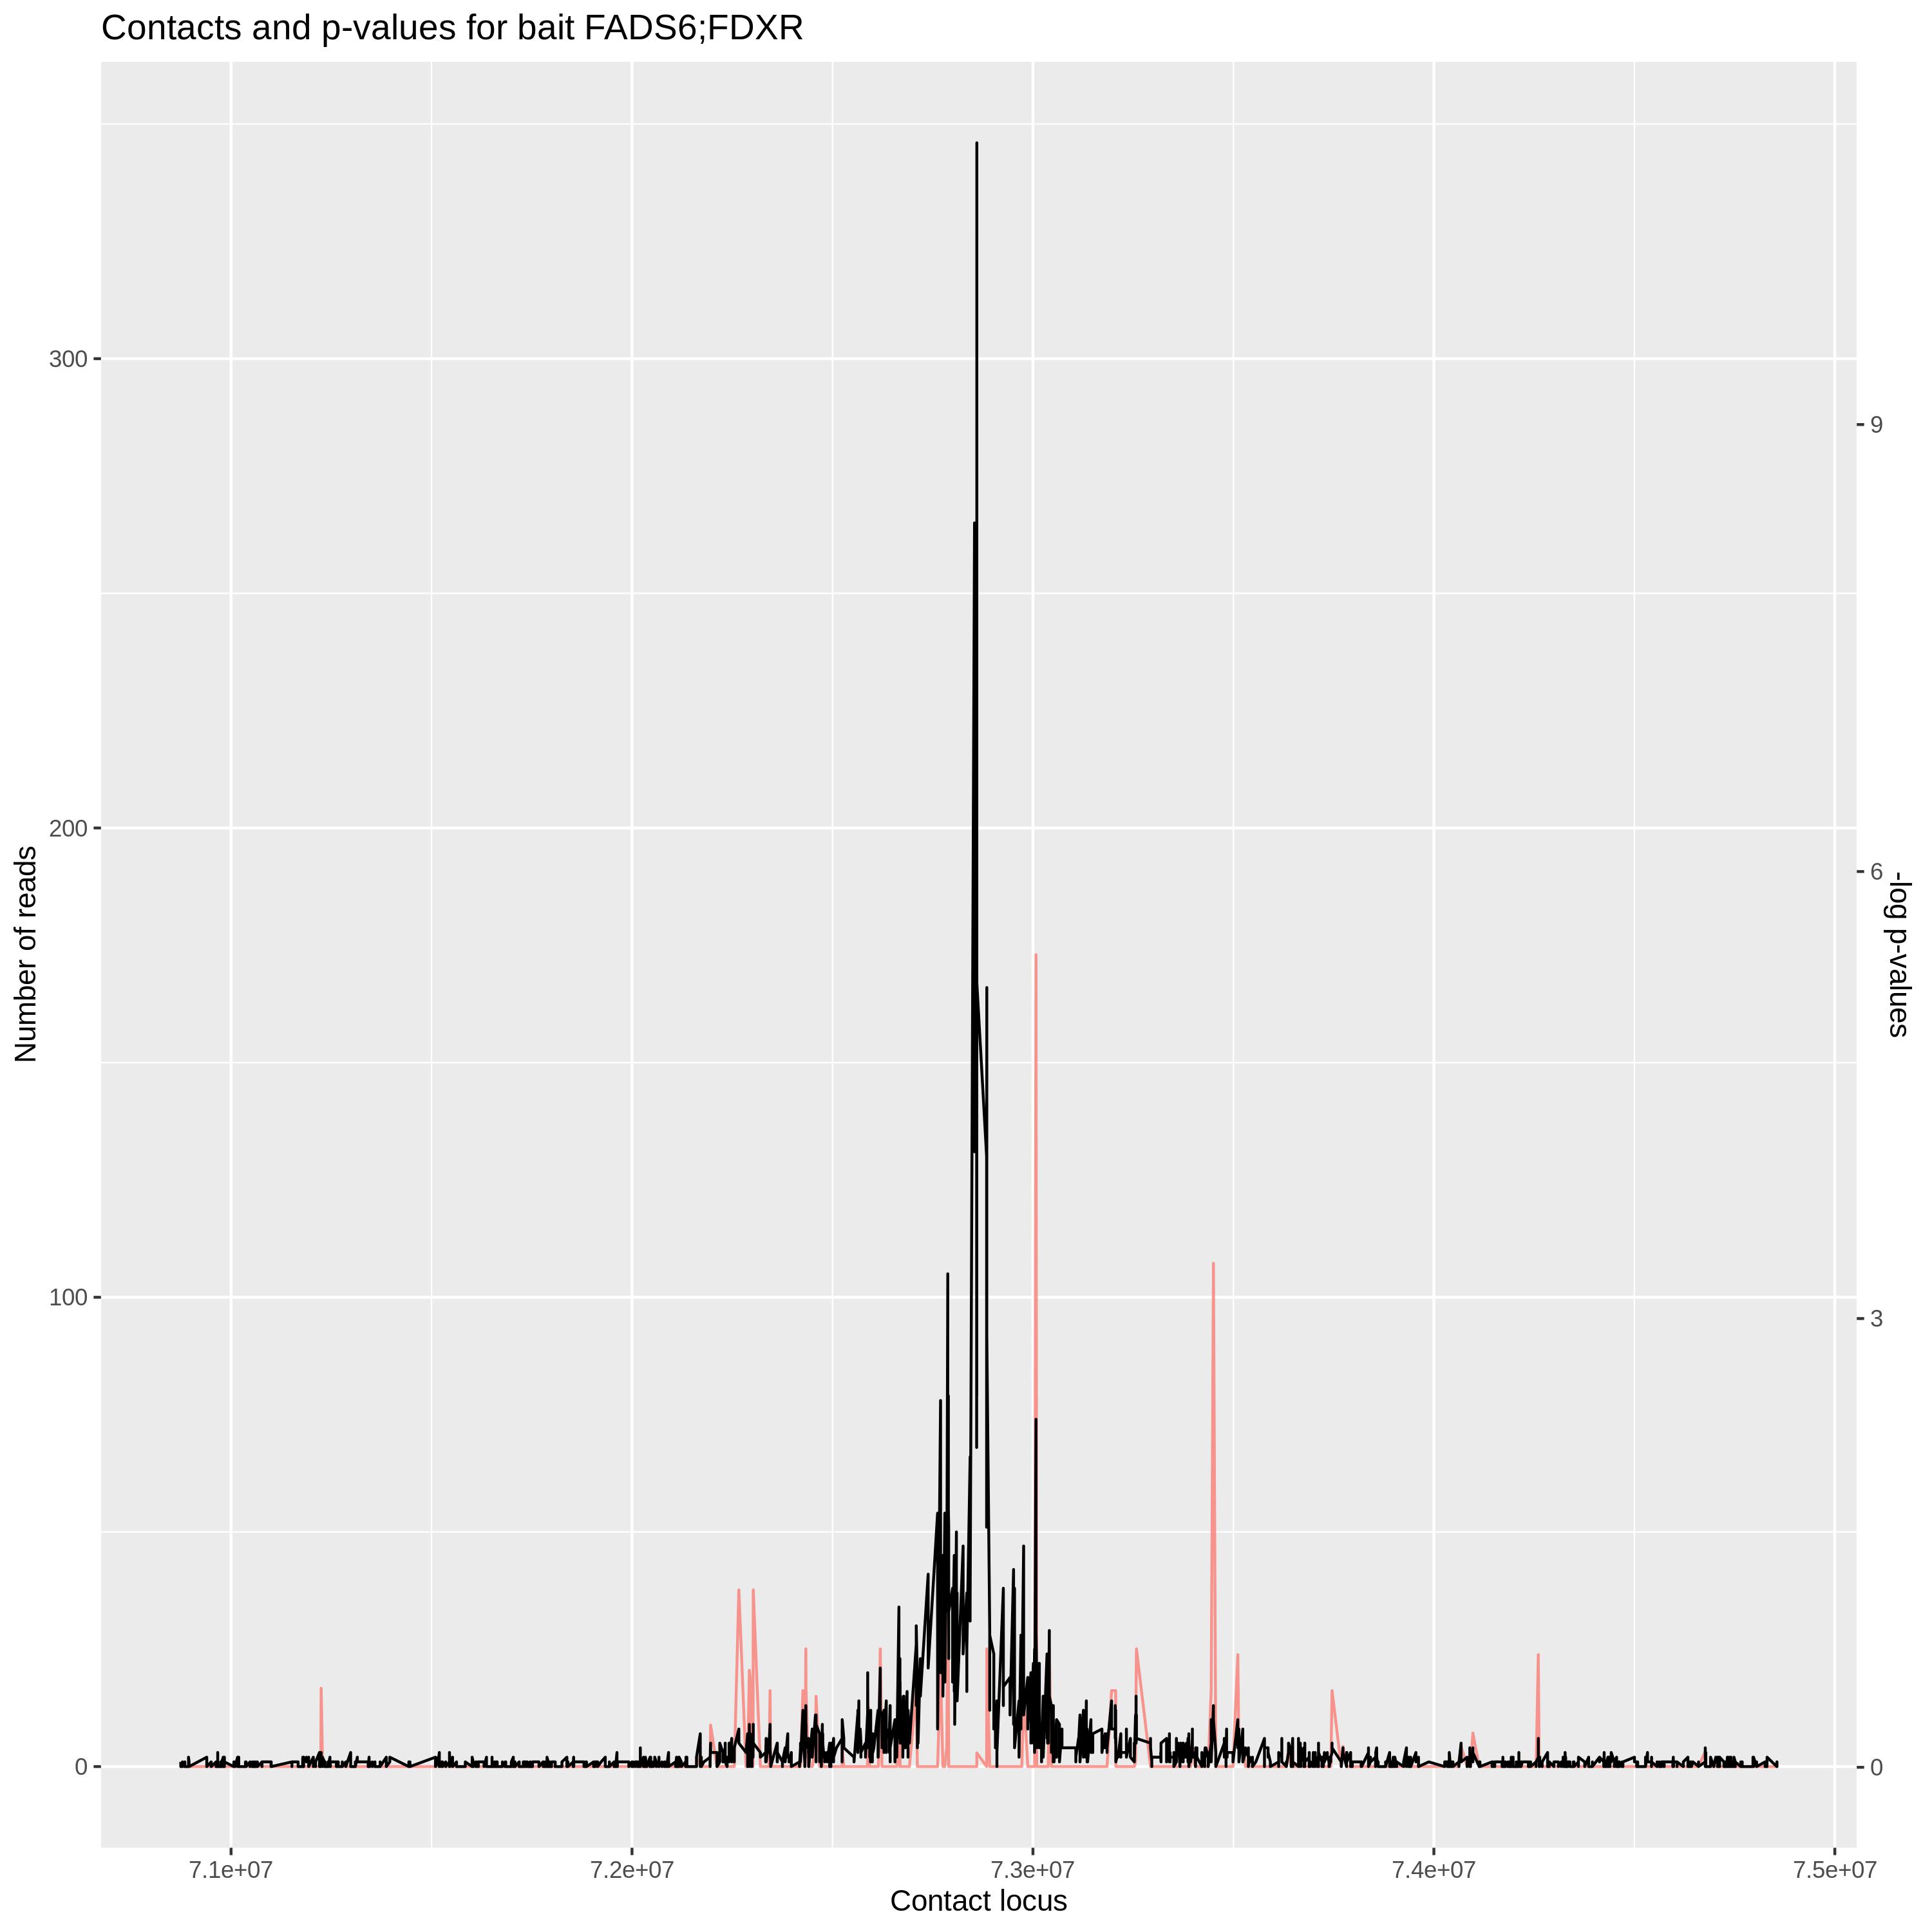 Contacts and p-values for bait FADS6;FDXR
300
200
100
0
Number of reads
9
6
3
0
-log p-values
7.1e+07
7.2e+07
7.3e+07
7.4e+07
7.5e+07
Contact locus